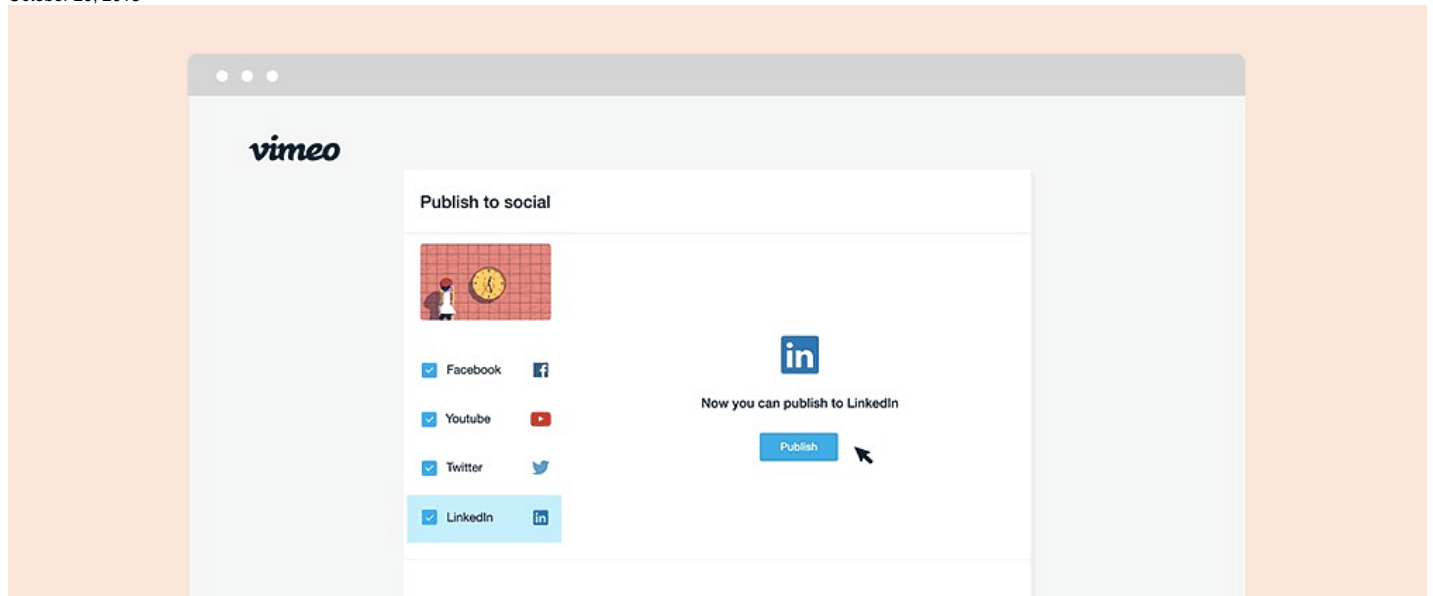 vimeo
Publish to social
Facebook
Youtube
Twitter
LinkedIn
in
Now you can publish to LinkedIn
Publish